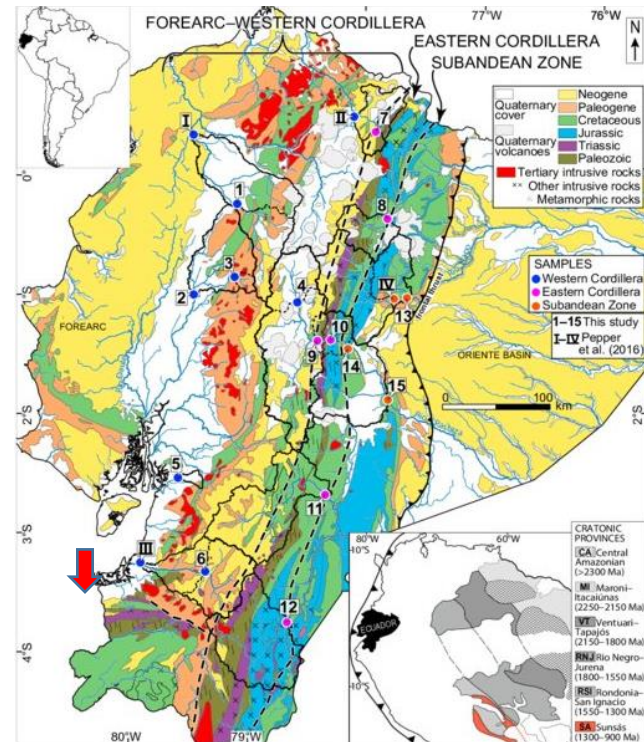 FOREARC–WESTERN CORDILLERA
EASTERN CORDILLERA
SUBANDEAN ZONE
77°W
76°W
N
Quaternary
cover
Quaternary
volcanoes
Neogene
Paleogene
Cretaceous
Jurassic
Triassic
Paleozoic
Tertiary intrusive rocks
Other intrusive rocks
Metamorphic rocks
SAMPLES
Western Cordillera
Eastern Cordillera
Subandean Zone
1–15 This study
I–IV Pepper
et al. (2016)
I
II
7
0°
1
8
3
2
4
IV
13
1°S
frontal thrust
FOREARC
ORIENTE BASIN
10
9
14
15
0
100
km
2°S
2°S
5
11
3°S
III
6
12
4°S
80°W
79°W
60°W
ECUADOR
CRATONIC
PROVINCES
CA Central
Amazonian
(>2300 Ma)
MI Maroni–
Itacaiúnas
(2250–2150 Ma)
VT Ventuari–
Tapajós
(2150–1800 Ma)
RNJ Rio Negro–
Jurena
(1800–1550 Ma)
RSI Rondonia–
San Ignacio
(1550–1300 Ma)
SA Sunsás
(1300–900 Ma)